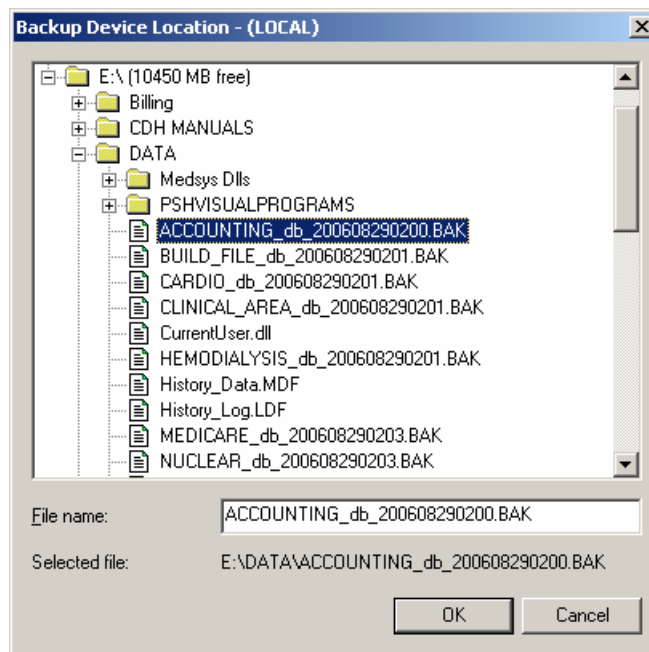 Backup Device Location - (LOCAL)
E:\ (10450 MB free)
Billing
CDH MANUALS
DATA
Medsys Dlls
PSHVISUALPROGRAMS
ACCOUNTING_db_200608290200.BAK
BUILD_FILE_db_200608290201.BAK
CARDIO_db_200608290201.BAK
CLINICAL_AREA_db_200608290201.BAK
CurrentUser.dll
HEMODIALYSIS_db_200608290201.BAK
History_Data.MDF
History_Log.LDF
MEDICARE_db_200608290203.BAK
NUCLEAR_db_200608290203.BAK
File name:
ACCOUNTING_db_200608290200.BAK
Selected file:
E:\DATA\ACCOUNTING_db_200608290200.BAK
OK
Cancel